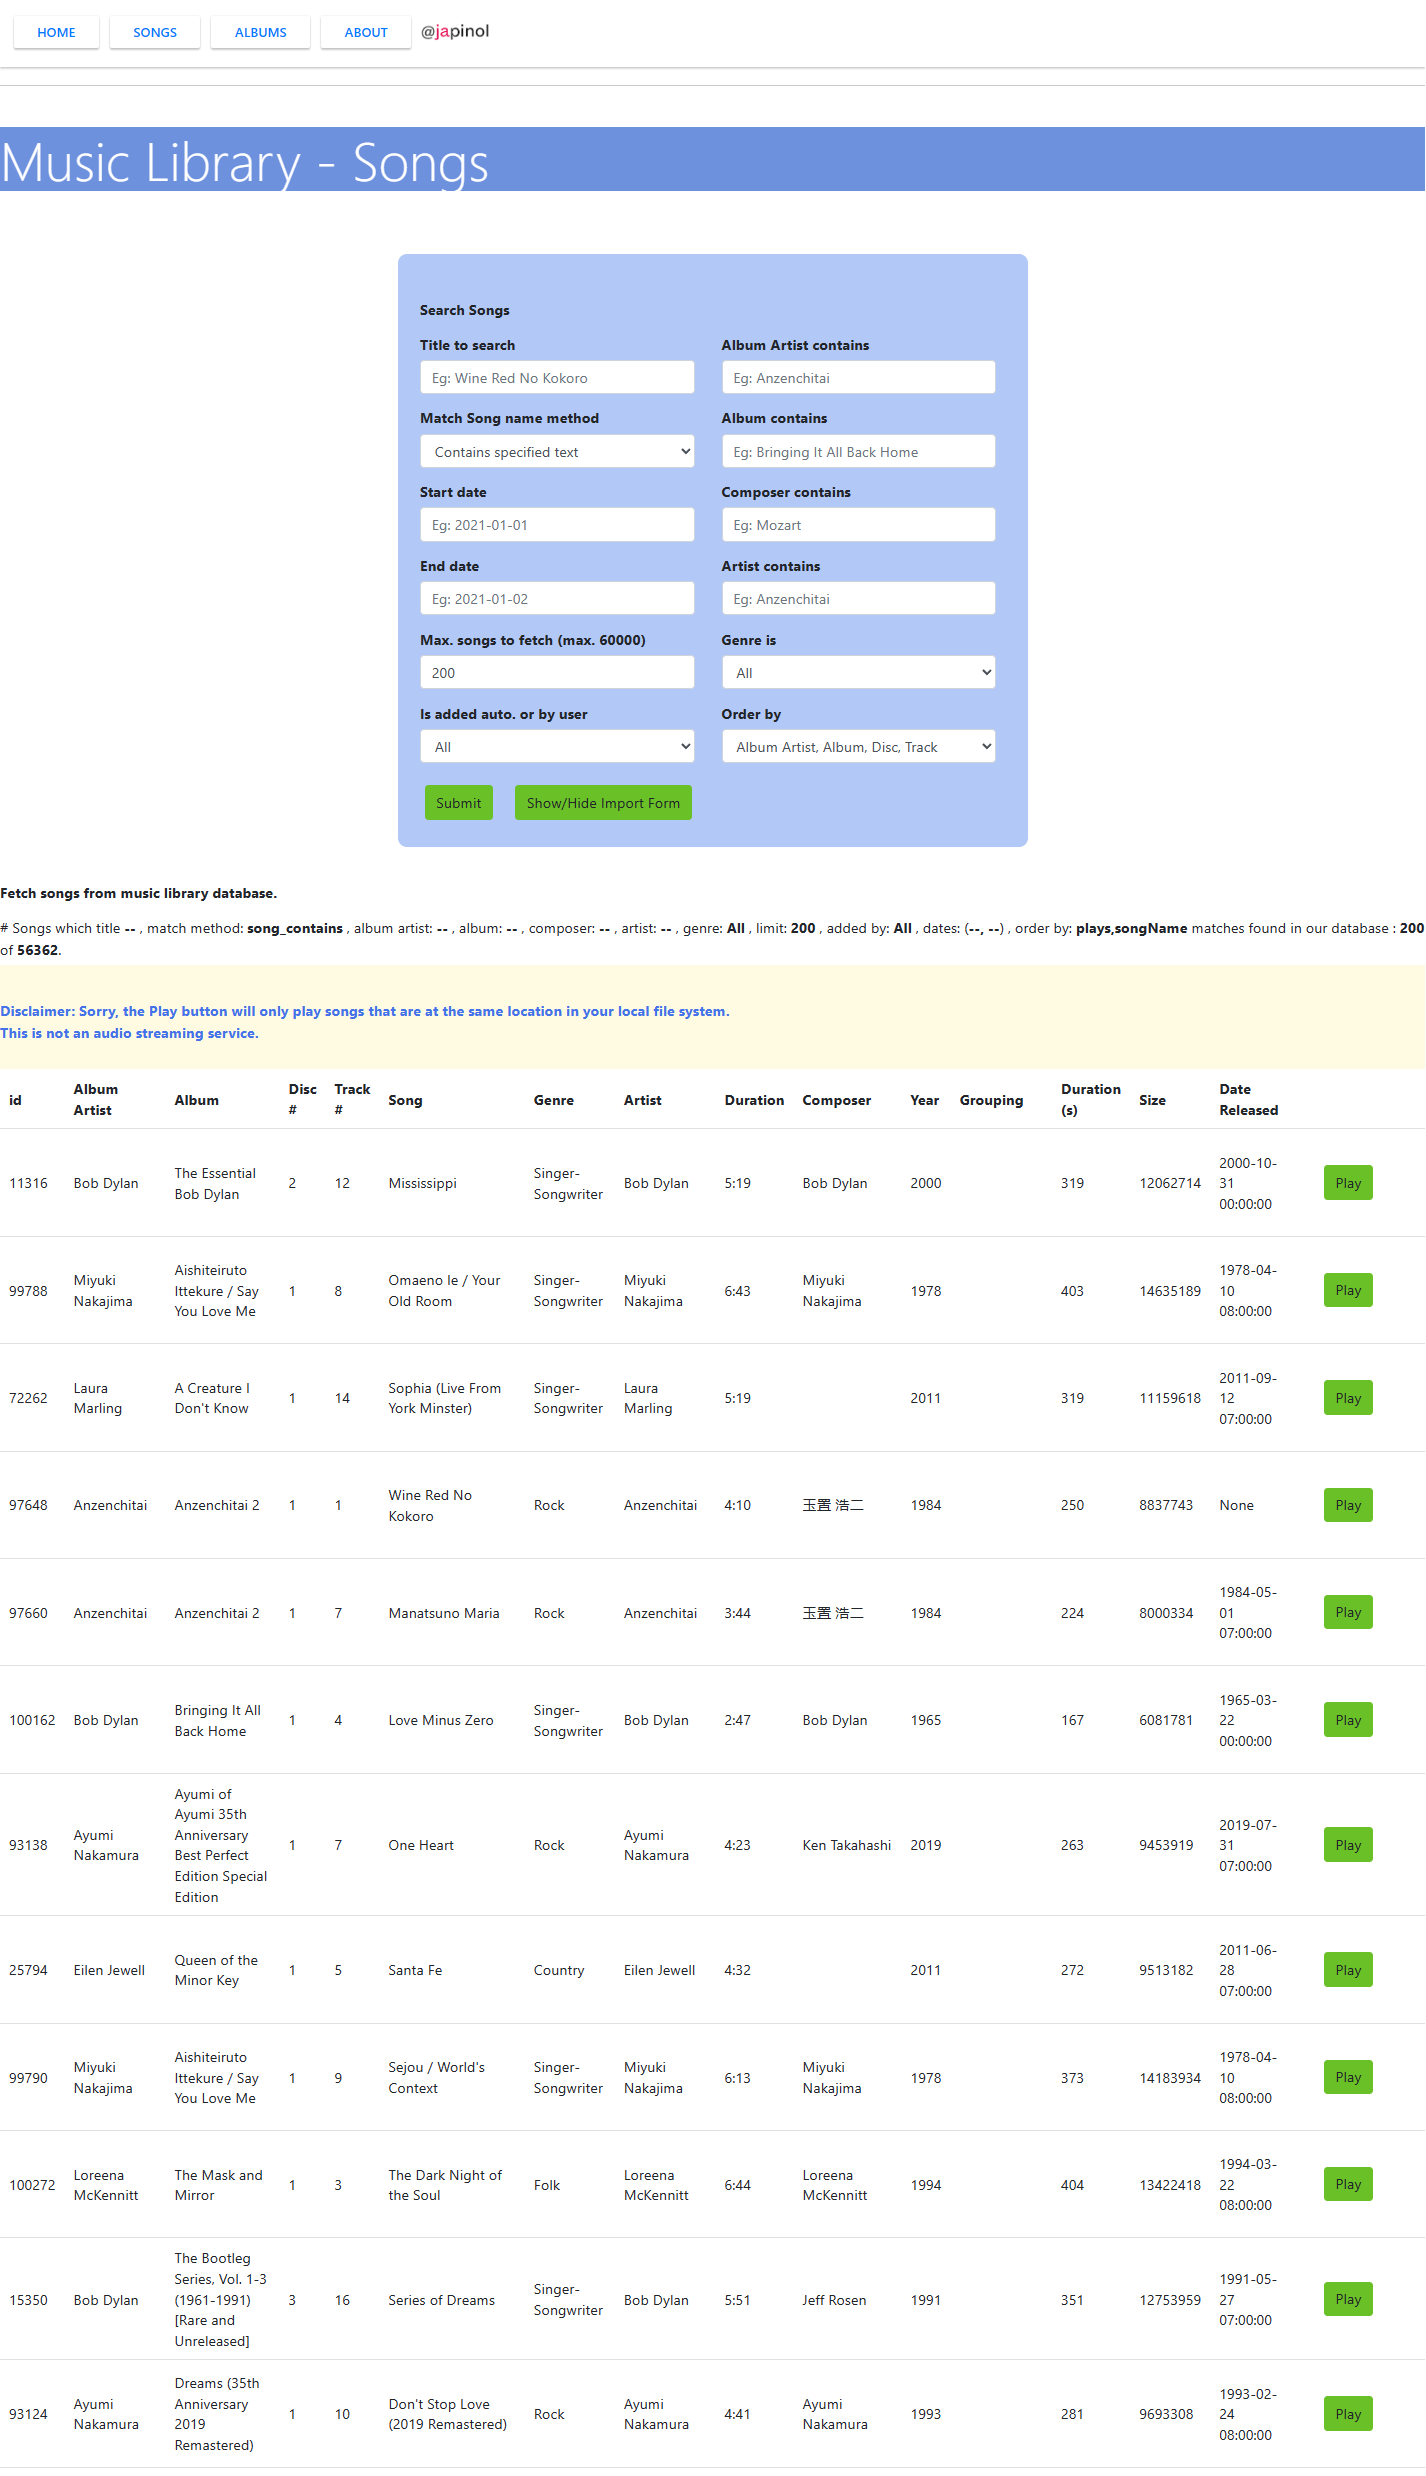 HOME SONGS ALBUMS ABOUT @japinol
Music Library - Songs
Search Songs
Title to search Album Artist contains
Eg: Wine Red No Kokoro Eg: Anzenchitai
Match Song name method Album contains
Contains specified text Eg: Bringing It All Back Home
Start date Composer contains
Eg: 2021-01-01 Eg: Mozart
End date Artist contains
Eg: 2021-01-02 Eg: Anzenchitai
Max. songs to fetch (max. 60000) Genre is
200 All
Is added auto. or by user Order by
All Album Artist, Album, Disc, Track
Submit Show/Hide Import Form
Fetch songs from music library database.
# Songs which title -- , match method: song_contains , album artist: -- , album: -- , composer: -- , artist: -- , genre: All , limit: 200 , added by: All , dates: (--, --) , order by: plays,songName matches found in our database : 200
of 56362.
Disclaimer: Sorry, the Play button will only play songs that are at the same location in your local file system.
This is not an audio streaming service.
id Album Artist Album Disc # Track # Song Genre Artist Duration Composer Year Grouping Duration (s) Size Date Released
11316 Bob Dylan The Essential Bob Dylan 2 12 Mississippi Singer-Songwriter Bob Dylan 5:19 Bob Dylan 2000 319 12062714 2000-10-31 00:00:00 Play
99788 Miyuki Nakajima Aishiteiruto Ittekure / Say You Love Me 1 8 Omaeno Ie / Your Old Room Singer-Songwriter Miyuki Nakajima 6:43 Miyuki Nakajima 1978 403 14635189 1978-04-10 08:00:00 Play
72262 Laura Marling A Creature I Don't Know 1 14 Sophia (Live From York Minster) Singer-Songwriter Laura Marling 5:19 2011 319 11159618 2011-09-12 07:00:00 Play
97648 Anzenchitai Anzenchitai 2 1 1 Wine Red No Kokoro Rock Anzenchitai 4:10 玉置 浩二 1984 250 8837743 None Play
97660 Anzenchitai Anzenchitai 2 1 7 Manatsuno Maria Rock Anzenchitai 3:44 玉置 浩二 1984 224 8000334 1984-05-01 07:00:00 Play
100162 Bob Dylan Bringing It All Back Home 1 4 Love Minus Zero Singer-Songwriter Bob Dylan 2:47 Bob Dylan 1965 167 6081781 1965-03-22 00:00:00 Play
93138 Ayumi Nakamura Ayumi of Ayumi 35th Anniversary Best Perfect Edition Special Edition 1 7 One Heart Rock Ayumi Nakamura 4:23 Ken Takahashi 2019 263 9453919 2019-07-31 07:00:00 Play
25794 Eilen Jewell Queen of the Minor Key 1 5 Santa Fe Country Eilen Jewell 4:32 2011 272 9513182 2011-06-28 07:00:00 Play
99790 Miyuki Nakajima Aishiteiruto Ittekure / Say You Love Me 1 9 Sejou / World's Context Singer-Songwriter Miyuki Nakajima 6:13 Miyuki Nakajima 1978 373 14183934 1978-04-10 08:00:00 Play
100272 Loreena McKennitt The Mask and Mirror 1 3 The Dark Night of the Soul Folk Loreena McKennitt 6:44 Loreena McKennitt 1994 404 13422418 1994-03-22 08:00:00 Play
15350 Bob Dylan The Bootleg Series, Vol. 1-3 (1961-1991) [Rare and Unreleased] 3 16 Series of Dreams Singer-Songwriter Bob Dylan 5:51 Jeff Rosen 1991 351 12753959 1991-05-27 07:00:00 Play
93124 Ayumi Nakamura Dreams (35th Anniversary 2019 Remastered) 1 10 Don't Stop Love (2019 Remastered) Rock Ayumi Nakamura 4:41 Ayumi Nakamura 1993 281 9693308 1993-02-24 08:00:00 Play